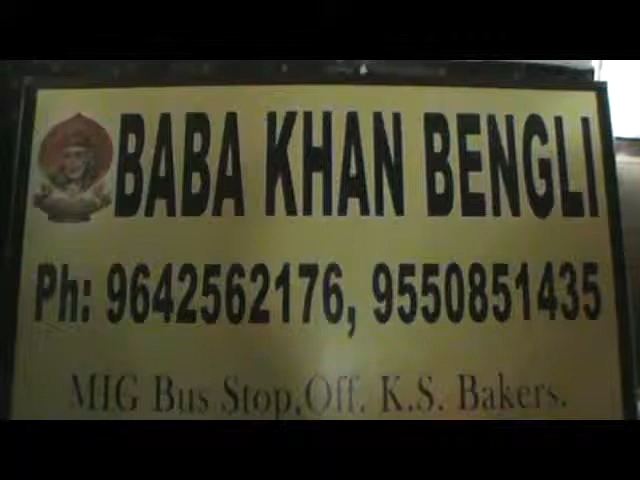 BABA KHAN BENGLI
Ph: 9642562176, 9550851435
MIG Bus Stop,Off. K.S. Bakers.